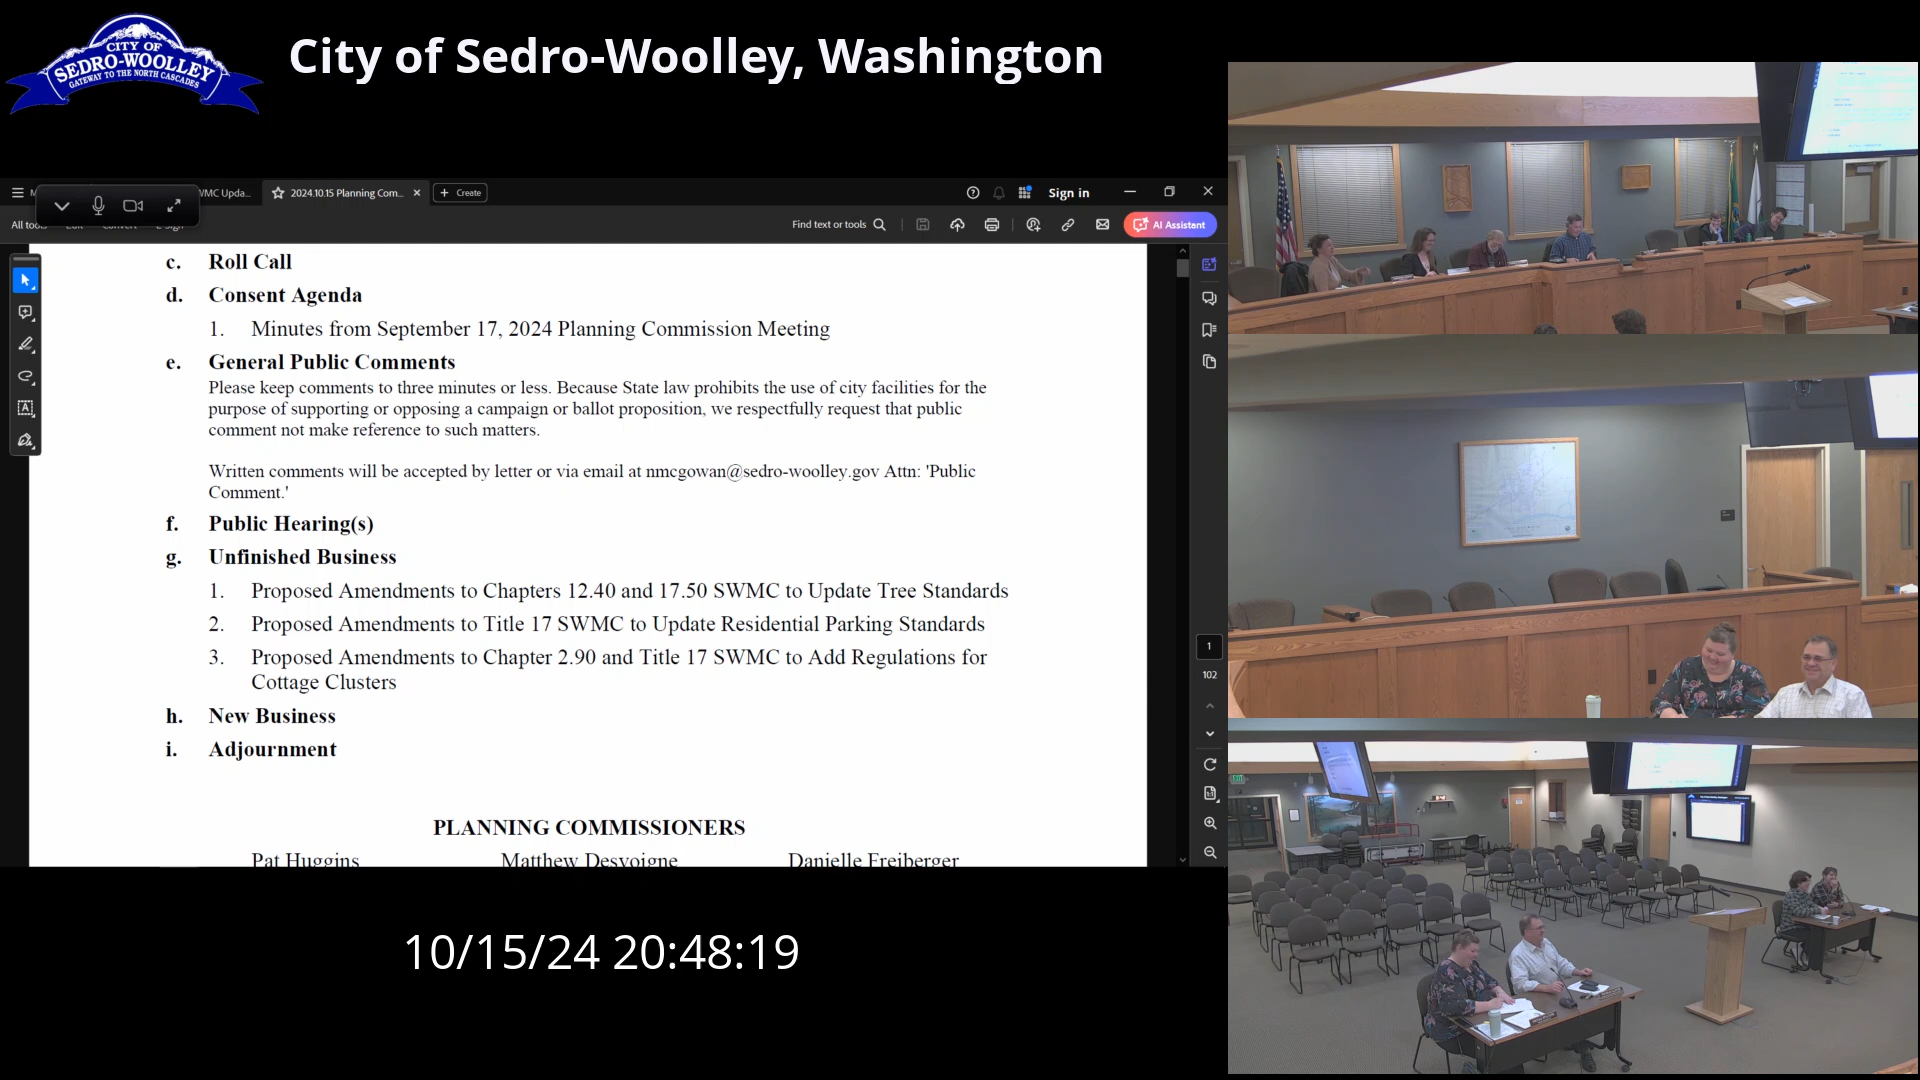 CITY OF
SEDRO-WOOLLEY
GATEWAY TO THE NORTH CASCADES
City of Sedro-Woolley, Washington
WMC Upda...
2024.10.15 Planning Com...
Create
Sign in
All tools
Edit
Convert
E-Sign
Find text or tools
AI Assistant
c. Roll Call
d. Consent Agenda
1. Minutes from September 17, 2024 Planning Commission Meeting
e. General Public Comments
Please keep comments to three minutes or less. Because State law prohibits the use of city facilities for the
purpose of supporting or opposing a campaign or ballot proposition, we respectfully request that public
comment not make reference to such matters.
Written comments will be accepted by letter or via email at nmcgowan@sedro-woolley.gov Attn: 'Public
Comment.'
f. Public Hearing(s)
g. Unfinished Business
1. Proposed Amendments to Chapters 12.40 and 17.50 SWMC to Update Tree Standards
2. Proposed Amendments to Title 17 SWMC to Update Residential Parking Standards
3. Proposed Amendments to Chapter 2.90 and Title 17 SWMC to Add Regulations for
Cottage Clusters
h. New Business
i. Adjournment
PLANNING COMMISSIONERS
Pat Huggins Matthew Desvoigne Danielle Freiberger
1
102
10/15/24 20:48:19